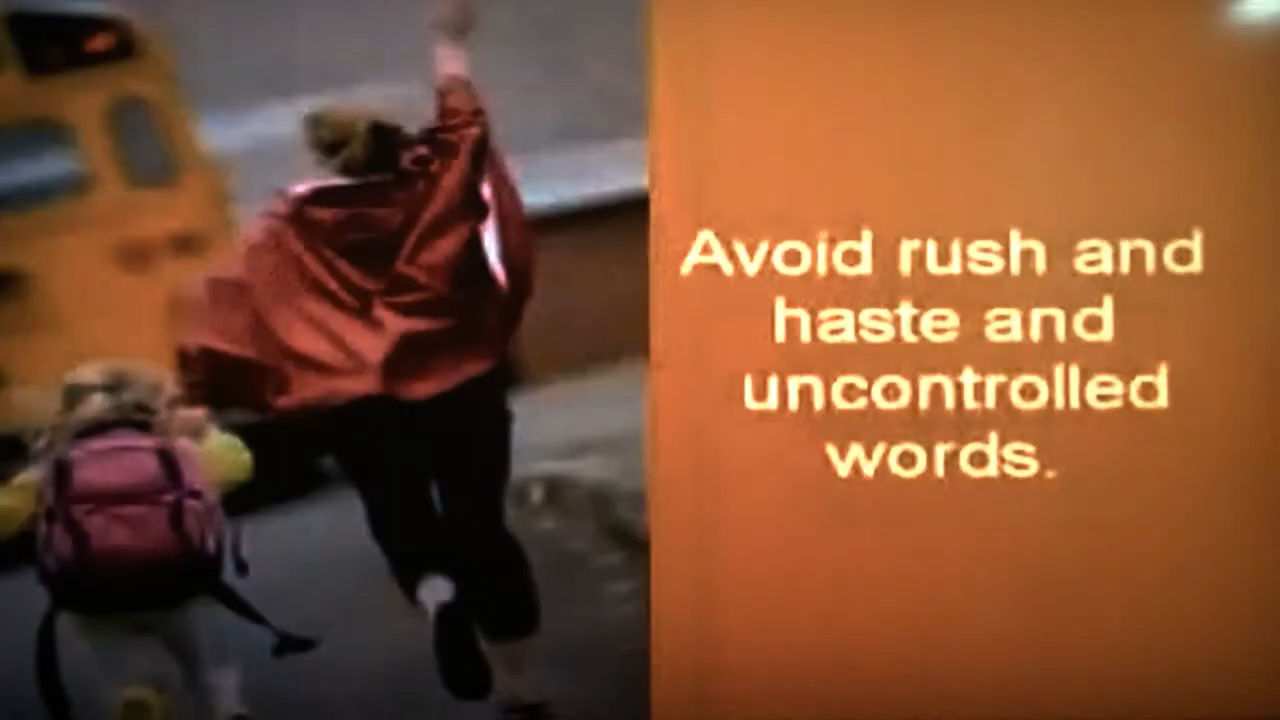 Avoid rush and
haste and
uncontrolled
words.